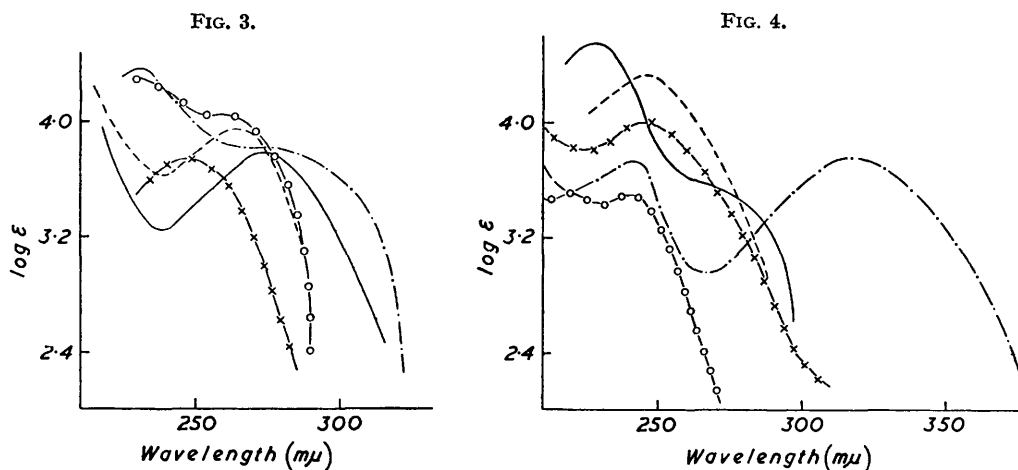 FIG. 3.
4.0
3.2
2.4
log ε
250
300
Wavelength (mμ)
FIG. 4.
4.0
3.2
2.4
log ε
250
300
350
Wavelength (mμ)